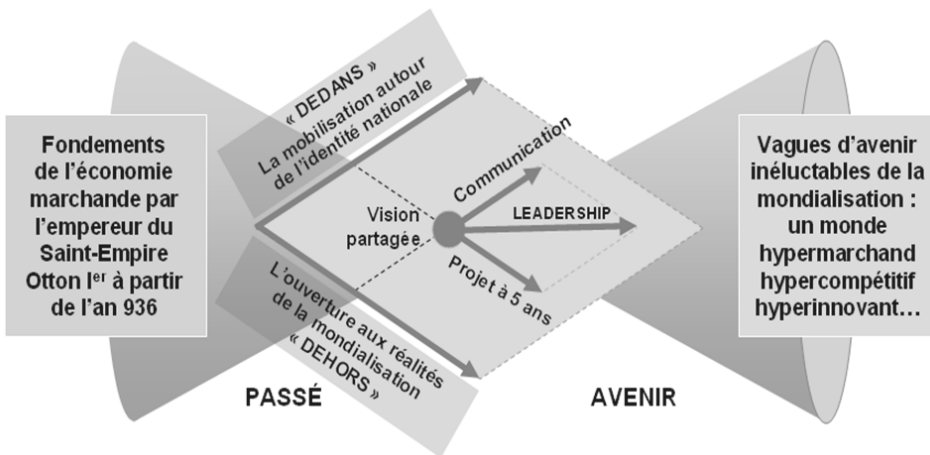 Fondements
de l’économie
marchande par
l’empereur du
Saint-Empire
Otton Ier à partir
de l’an 936
« DEDANS »
La mobilisation autour
de l’identité nationale
Vision
partagée
Communication
LEADERSHIP
Projet à 5 ans
L’ouverture aux réalités
de la mondialisation
« DEHORS »
PASSÉ
AVENIR
Vagues d’avenir
inéluctables de la
mondialisation :
un monde
hypermarchand
hypercompétitif
hyperinnovant…